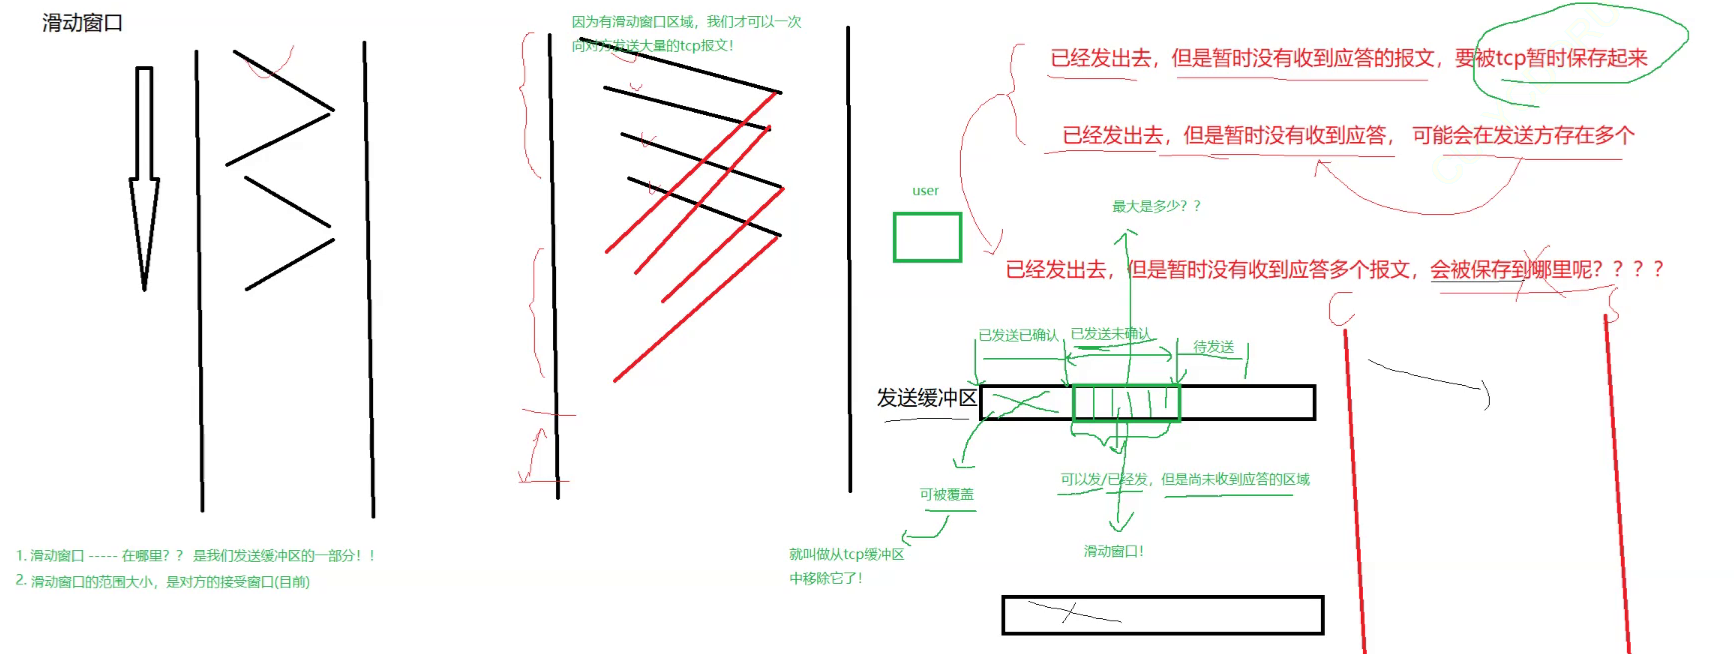 滑动窗口
因为有滑动窗口区域，我们才可以一次
向对方发送大量的tcp报文！
已经发出去，但是暂时没有收到应答的报文，要被tcp暂时保存起来
已经发出去，但是暂时没有收到应答， 可能会在发送方存在多个
user
最大是多少？？
已经发出去，但是暂时没有收到应答多个报文，会被保存到哪里呢？？？？
已发送已确认
已发送未确认
待发送
发送缓冲区
可被覆盖
可以发/已经发，但是尚未收到应答的区域
就叫做从tcp缓冲区
中移除它了！
滑动窗口！
1. 滑动窗口 ----- 在哪里？？ 是我们发送缓冲区的一部分！！
2. 滑动窗口的范围大小，是对方的接受窗口(目前)